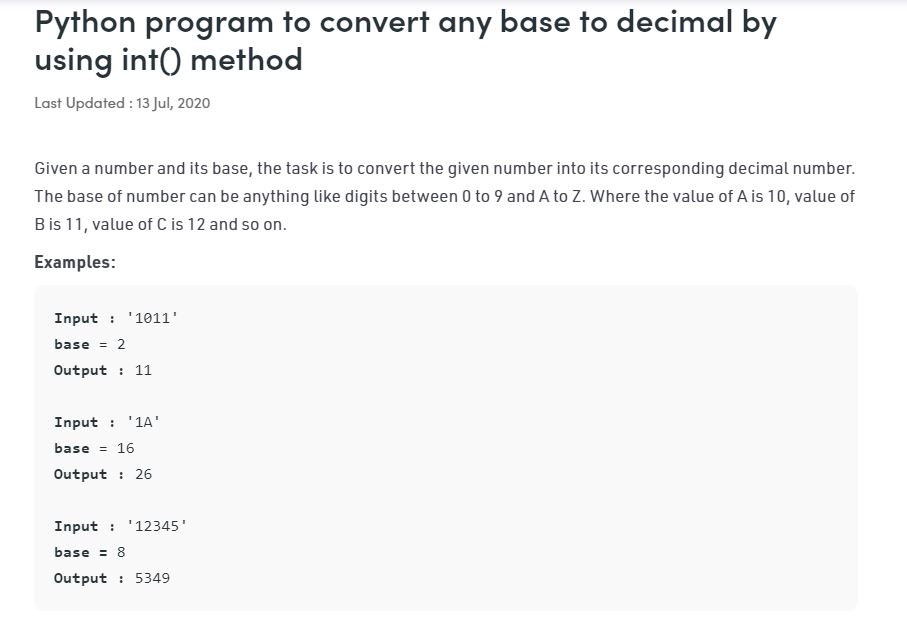 Python program to convert any base to decimal by
using int() method
Last Updated : 13 Jul, 2020
Given a number and its base, the task is to convert the given number into its corresponding decimal number.
The base of number can be anything like digits between 0 to 9 and A to Z. Where the value of A is 10, value of
B is 11, value of C is 12 and so on.
Examples:
Input : '1011'
base = 2
Output : 11
Input : '1A'
base = 16
Output : 26
Input : '12345'
base = 8
Output : 5349